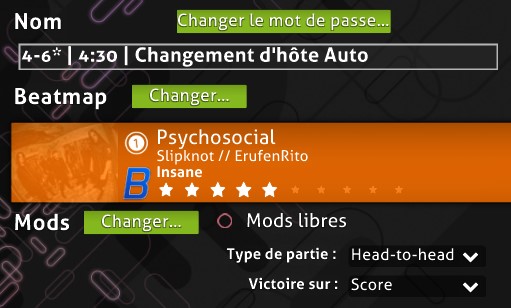 Nom
Changer le mot de passe...
4-6* | 4:30 | Changement d'hôte Auto
Beatmap Changer...
1 Psychosocial
Slipknot // ErufenRito
B Insane
Mods Changer... Mods libres
Type de partie : Head-to-head
Victoire sur : Score